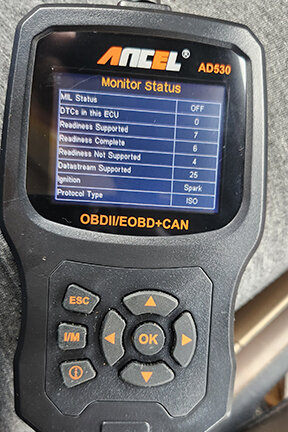 ANCEL®
AD530
Monitor Status
MIL Status OFF
DTCs in this ECU 0
Readiness Supported 7
Readiness Complete 6
Readiness Not Supported 4
Datastream Supported 25
Ignition Spark
Protocol Type ISO
OBDII/EOBD+CAN
ESC
I/M
OK